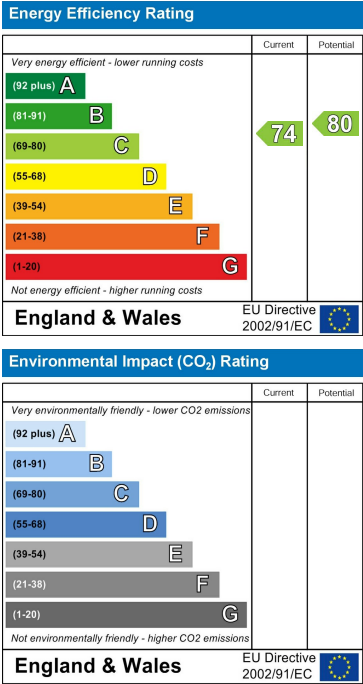 Energy Efficiency Rating
Current Potential
Very energy efficient - lower running costs
(92 plus) A
(81-91) B
(69-80) C
74 80
(55-68) D
(39-54) E
(21-38) F
(1-20) G
Not energy efficient - higher running costs
England & Wales
EU Directive
2002/91/EC
Environmental Impact (CO₂) Rating
Current Potential
Very environmentally friendly - lower CO2 emissions
(92 plus) A
(81-91) B
(69-80) C
(55-68) D
(39-54) E
(21-38) F
(1-20) G
Not environmentally friendly - higher CO2 emissions
England & Wales
EU Directive
2002/91/EC